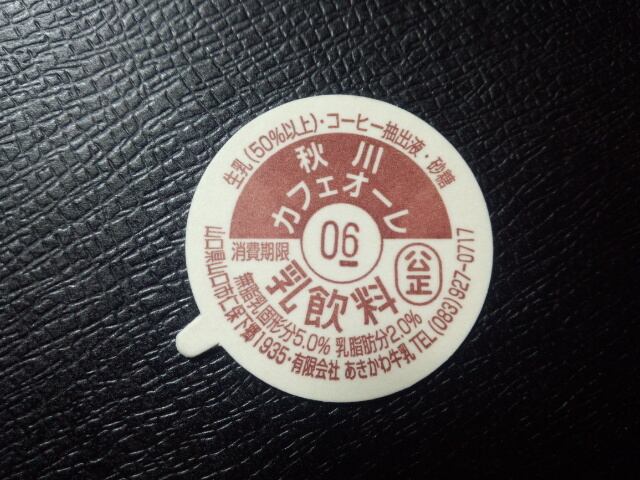 生乳(50%以上)・コーヒー抽出液・砂糖
秋川
カフェオーレ
消費期限
06
公正
乳飲料
無脂乳固形分5.0% 乳脂肪分2.0%
山口県山口市仁保下郷1935・有限会社 あきかわ牛乳 TEL(083)927-0717